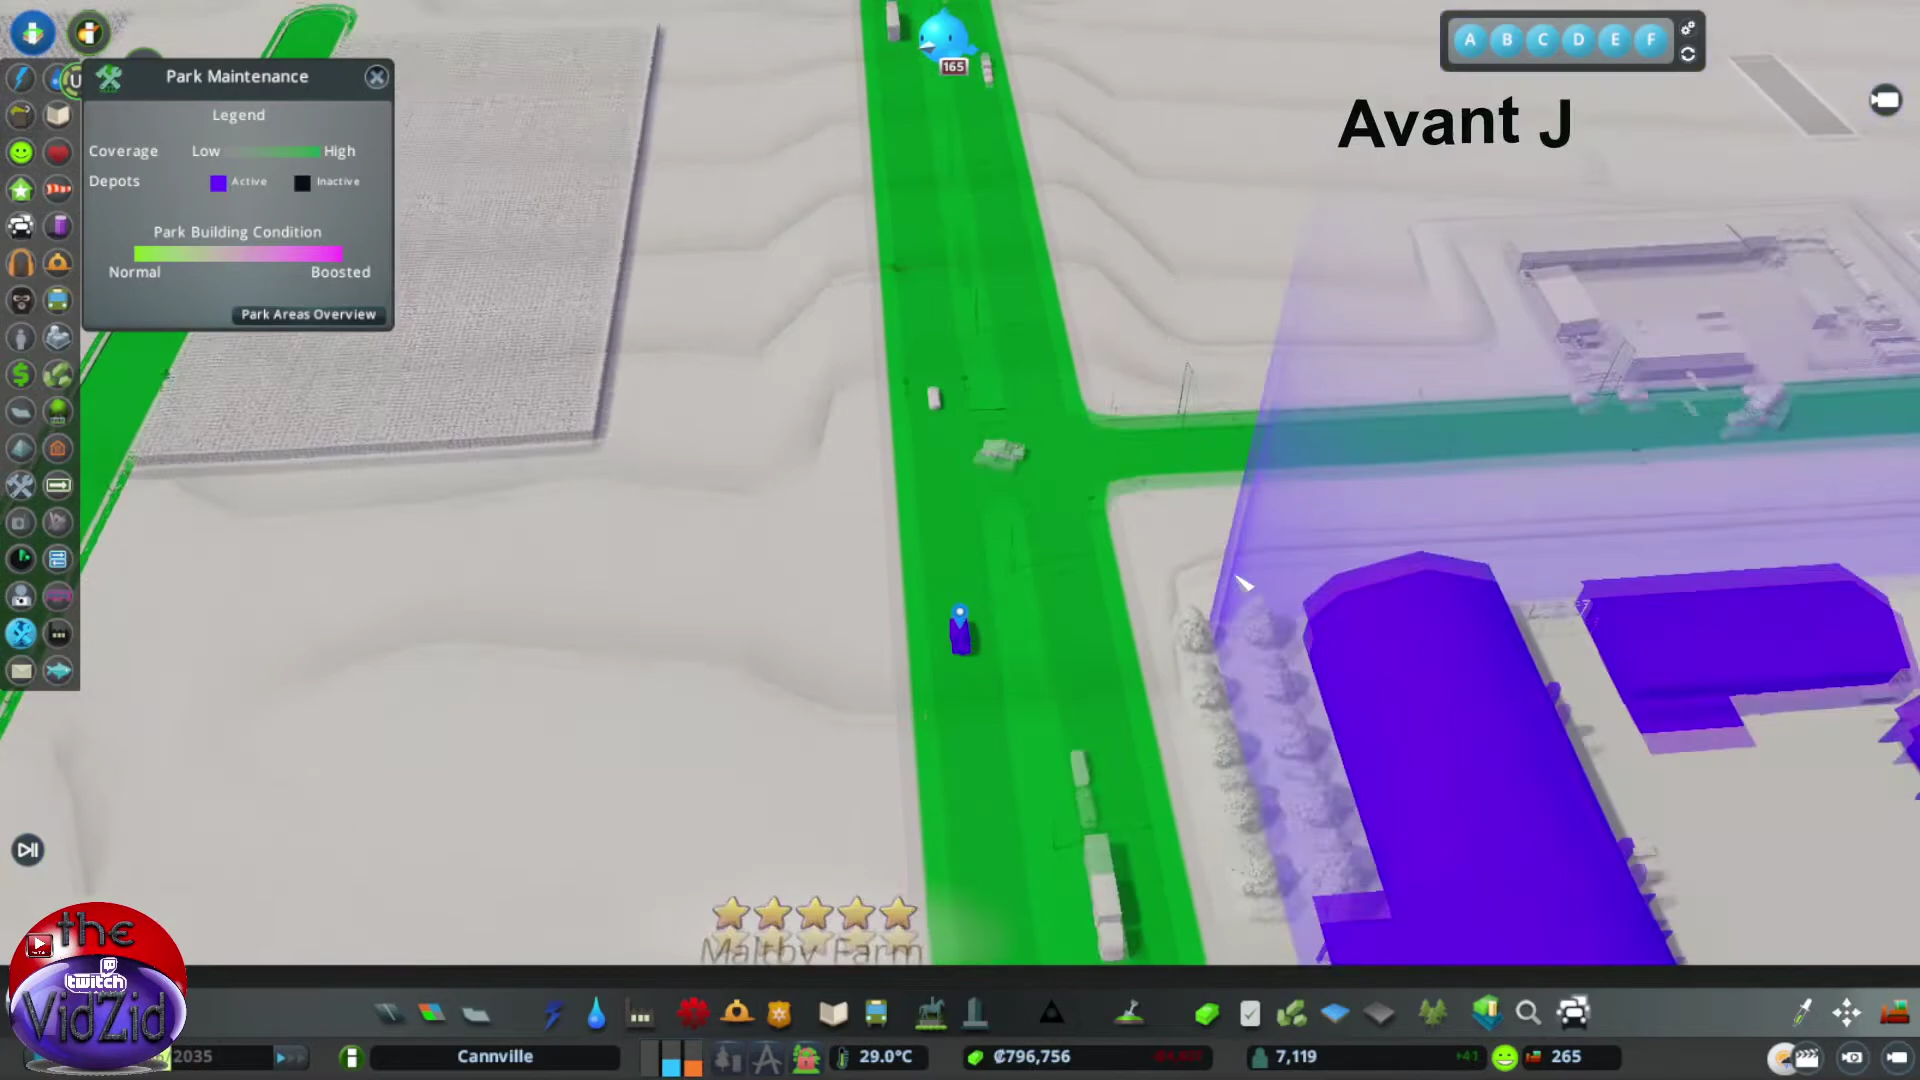 A B C D E F
165
Avant J
U
Park Maintenance
Legend
Coverage Low High
Depots Active Inactive
Park Building Condition
Normal Boosted
Park Areas Overview
Maltby Farm
the
twitch
VidZid
2035
Cannville
29.0°C
₡796,756
7,119
+41
265